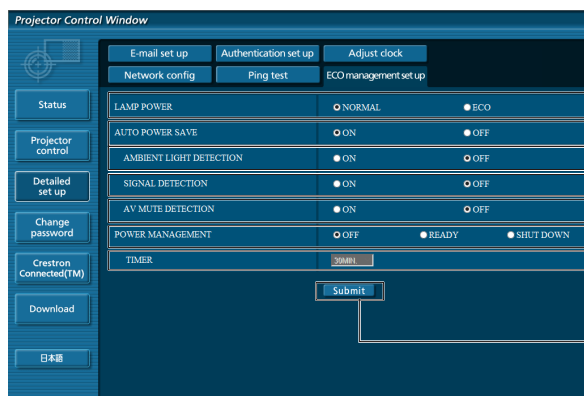 Projector Control Window
E-mail set up Authentication set up Adjust clock
Network config Ping test ECO management set up
Status
Projector control
Detailed set up
Change password
Crestron Connected(TM)
Download
日本語
LAMP POWER NORMAL ECO
AUTO POWER SAVE ON OFF
AMBIENT LIGHT DETECTION ON OFF
SIGNAL DETECTION ON OFF
AV MUTE DETECTION ON OFF
POWER MANAGEMENT OFF READY SHUT DOWN
TIMER 30MIN.
Submit